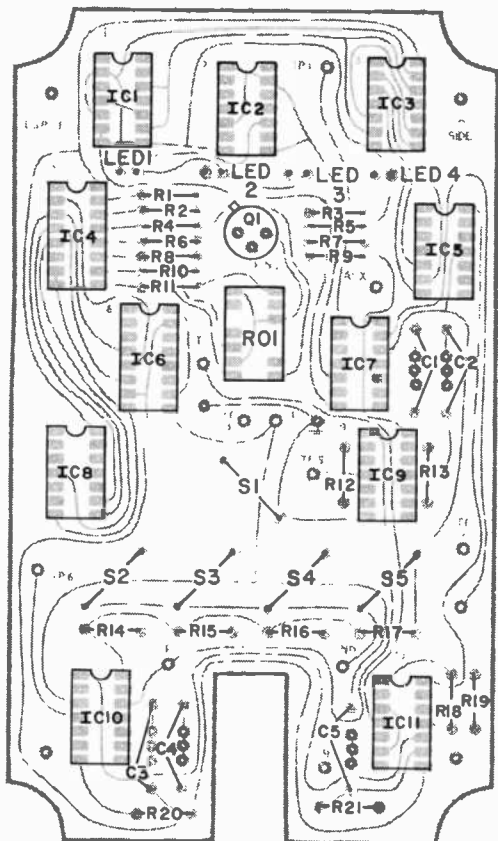 IC1
IC2
IC3
SIDE
LED1
LED 2
LED 3
LED 4
R1
R2
R4
R6
R8
R10
R11
Q1
R3
R5
R7
R9
IC4
IC5
IC6
RO1
IC7
C1
C2
IC8
S1
R12
IC9
R13
S2
S3
S4
S5
R14
R15
R16
R17
IC10
C3
C4
C5
IC11
R18
R19
R20
R21